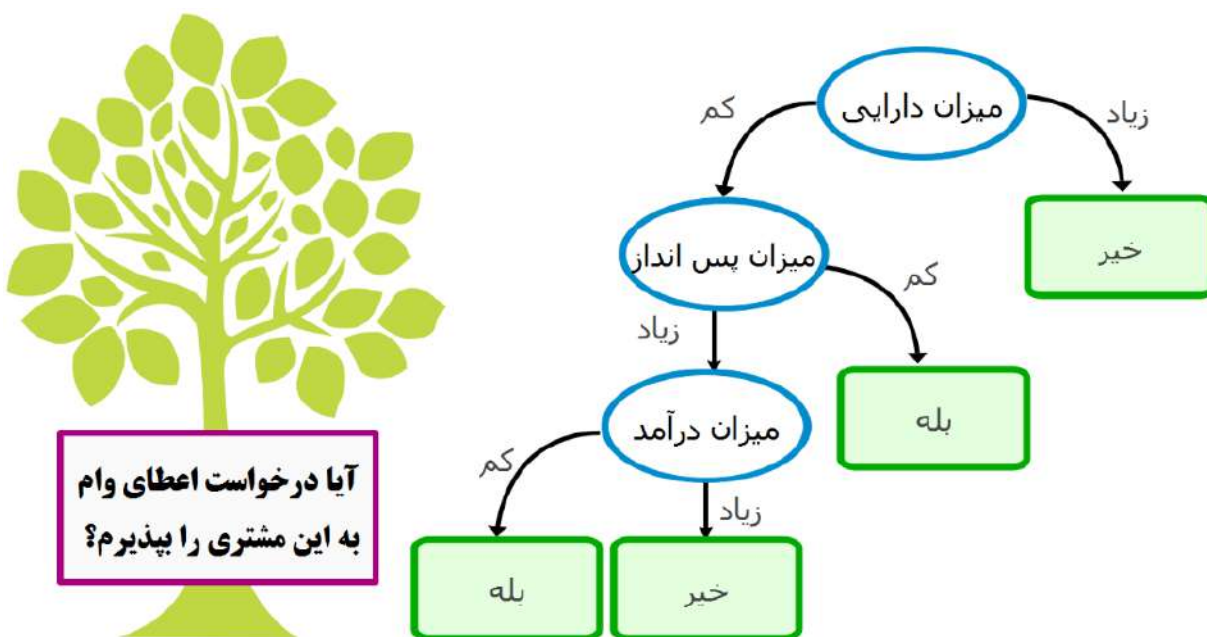 میزان دارایی
کم
زیاد
میزان پس انداز
خیر
کم
زیاد
بله
میزان درآمد
کم
زیاد
بله
خیر
آیا درخواست اعطای وام
به این مشتری را بپذیرم؟